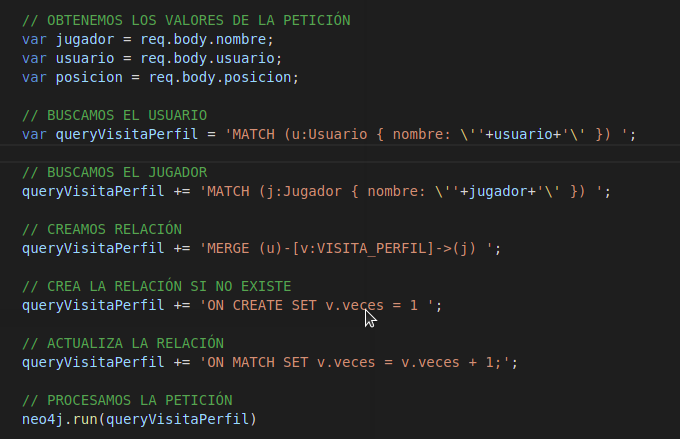 // OBTENEMOS LOS VALORES DE LA PETICIÓN
var jugador = req.body.nombre;
var usuario = req.body.usuario;
var posicion = req.body.posicion;
// BUSCAMOS EL USUARIO
var queryVisitaPerfil = 'MATCH (u:Usuario { nombre: \''+usuario+'\' }) ';
// BUSCAMOS EL JUGADOR
queryVisitaPerfil += 'MATCH (j:Jugador { nombre: \''+jugador+'\' }) ';
// CREAMOS RELACIÓN
queryVisitaPerfil += 'MERGE (u)-[v:VISITA_PERFIL]->(j) ';
// CREA LA RELACIÓN SI NO EXISTE
queryVisitaPerfil += 'ON CREATE SET v.veces = 1 ';
// ACTUALIZA LA RELACIÓN
queryVisitaPerfil += 'ON MATCH SET v.veces = v.veces + 1;';
// PROCESAMOS LA PETICIÓN
neo4j.run(queryVisitaPerfil)